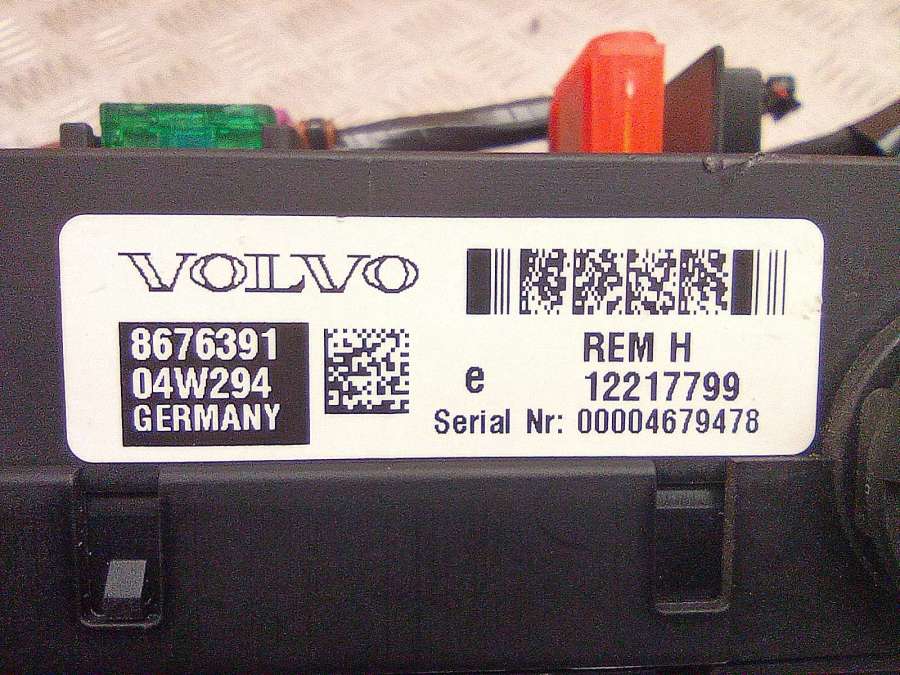 VOLVO
8676391
04W294
GERMANY
REM H
e 12217799
Serial Nr: 00004679478